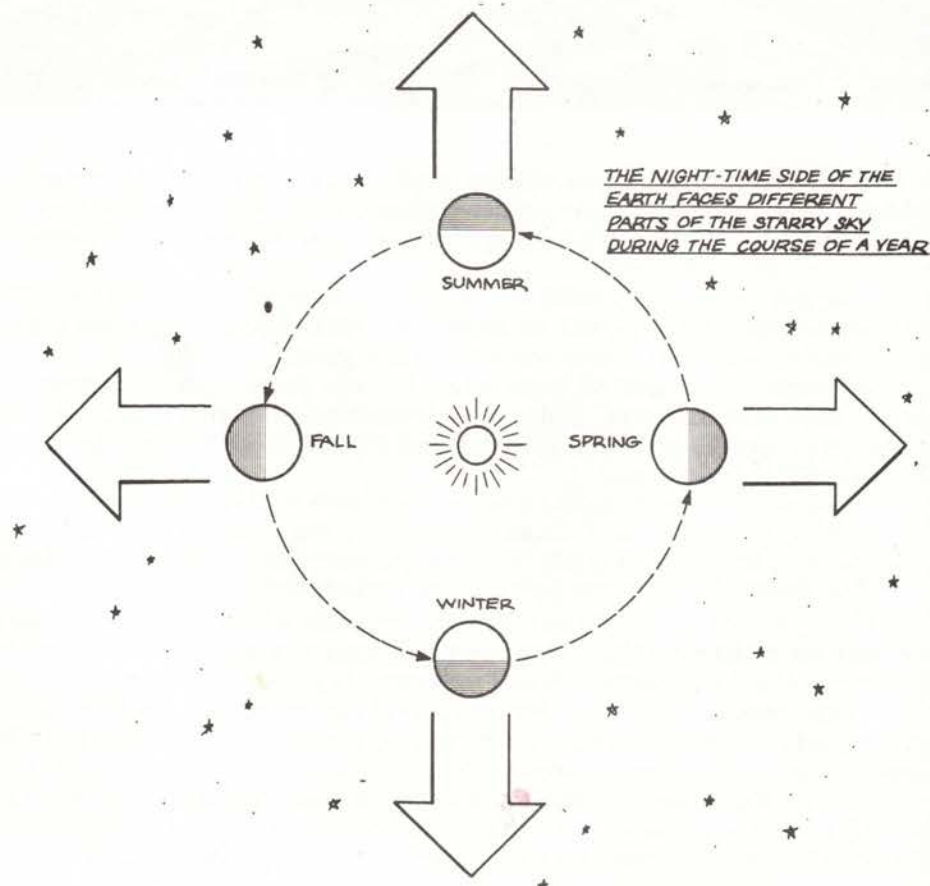 THE NIGHT-TIME SIDE OF THE
EARTH FACES DIFFERENT
PARTS OF THE STARRY SKY
DURING THE COURSE OF A YEAR
SUMMER
FALL
SPRING
WINTER